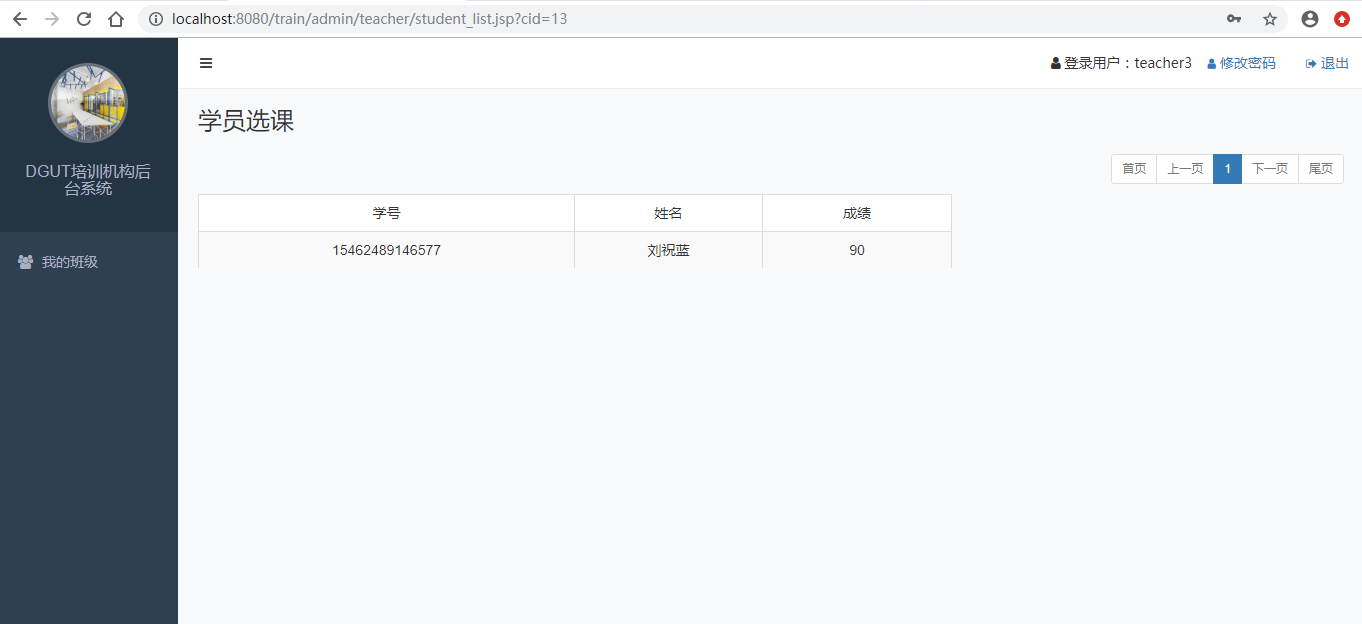 localhost:8080/train/admin/teacher/student_list.jsp?cid=13
登录用户：teacher3 修改密码 退出
DGUT培训机构后
台系统
我的班级
学员选课
首页 上一页 1 下一页 尾页
学号 姓名 成绩
15462489146577 刘祝蓝 90